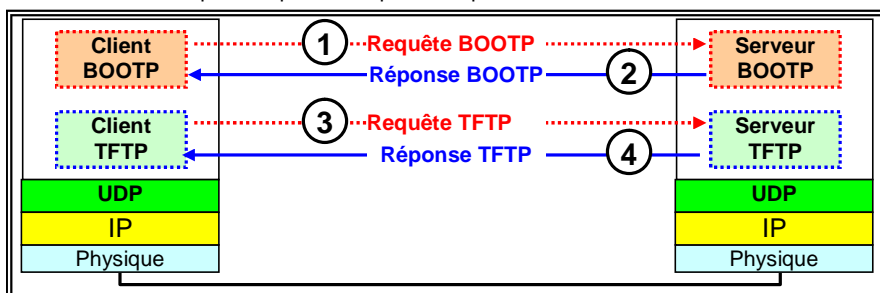 Client
BOOTP
1
Requête BOOTP
Réponse BOOTP
2
Serveur
BOOTP
Client
TFTP
3
Requête TFTP
Réponse TFTP
4
Serveur
TFTP
UDP
UDP
IP
IP
Physique
Physique